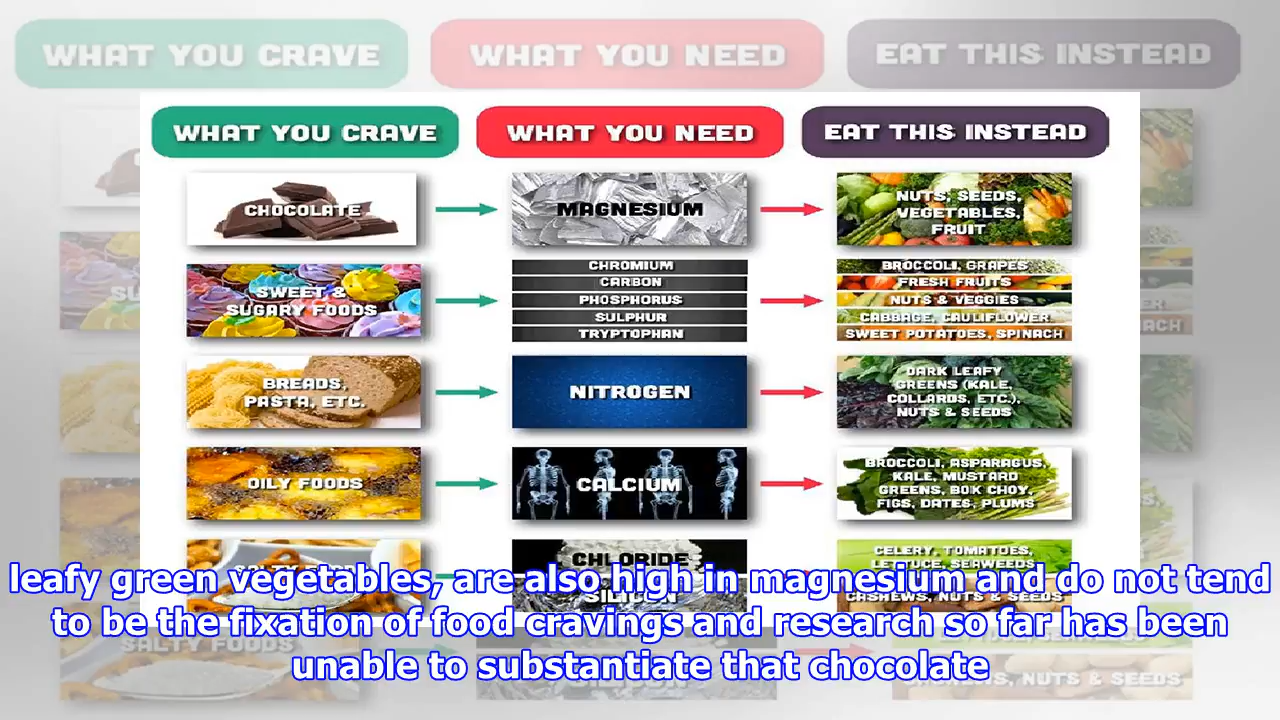 WHAT YOU CRAVE WHAT YOU NEED EAT THIS INSTEAD
WHAT YOU CRAVE WHAT YOU NEED EAT THIS INSTEAD
CHOCOLATE
MAGNESIUM
NUTS, SEEDS,
VEGETABLES,
FRUIT
SWEET &
SUGARY FOODS
CHROMIUM
CARBON
PHOSPHORUS
SULPHUR
TRYPTOPHAN
BROCCOLI, GRAPES
FRESH FRUITS
NUTS & VEGGIES
CABBAGE, CAULIFLOWER
SWEET POTATOES, SPINACH
BREADS,
PASTA, ETC.
NITROGEN
DARK LEAFY
GREENS (KALE,
COLLARDS, ETC.),
NUTS & SEEDS
OILY FOODS
CALCIUM
BROCCOLI, ASPARAGUS,
KALE, MUSTARD
GREENS, BOK CHOY,
FIGS, DATES, PLUMS
SALTY FOODS
CHLORIDE
SILICON
CELERY, TOMATOES,
LETTUCE, SEAWEEDS
CASHEWS, NUTS & SEEDS
leafy green vegetables, are also high in magnesium and do not tend
to be the fixation of food cravings and research so far has been
unable to substantiate that chocolate
SALTY FOODS
NUTS & SEEDS